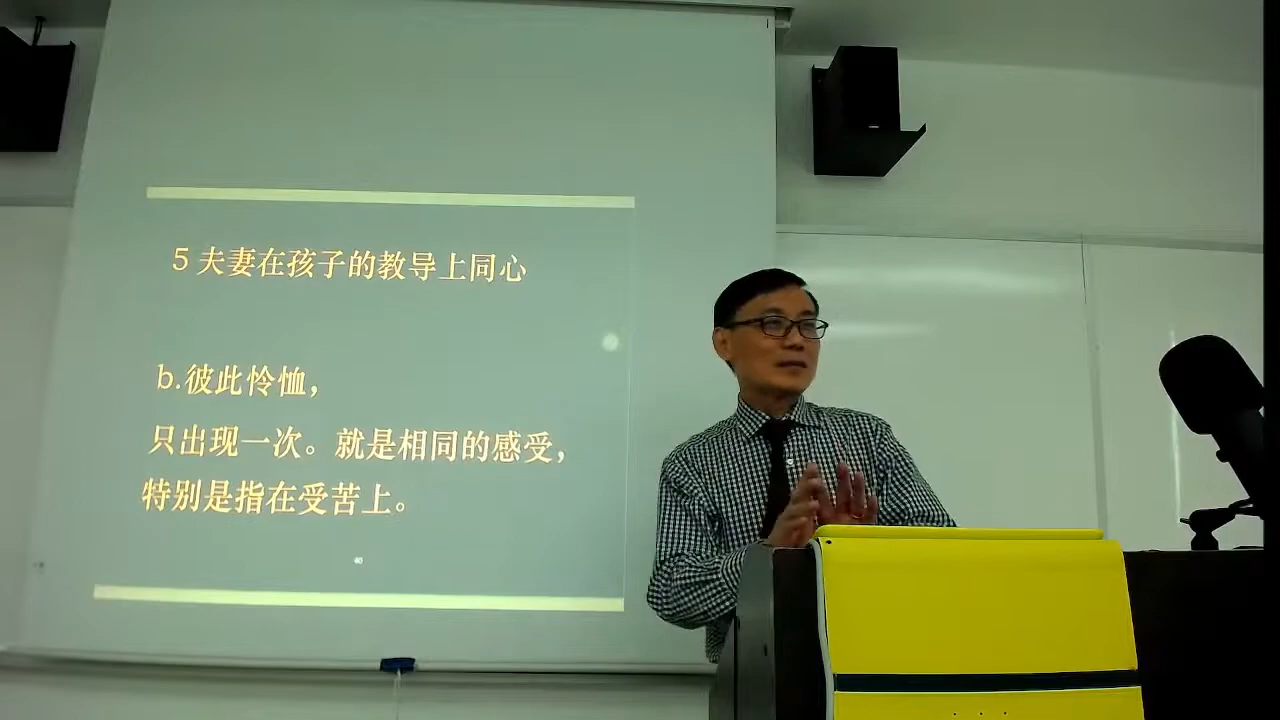 5 夫妻在孩子的教导上同心
b.彼此怜恤，
只出现一次。就是相同的感受，
特别是指在受苦上。